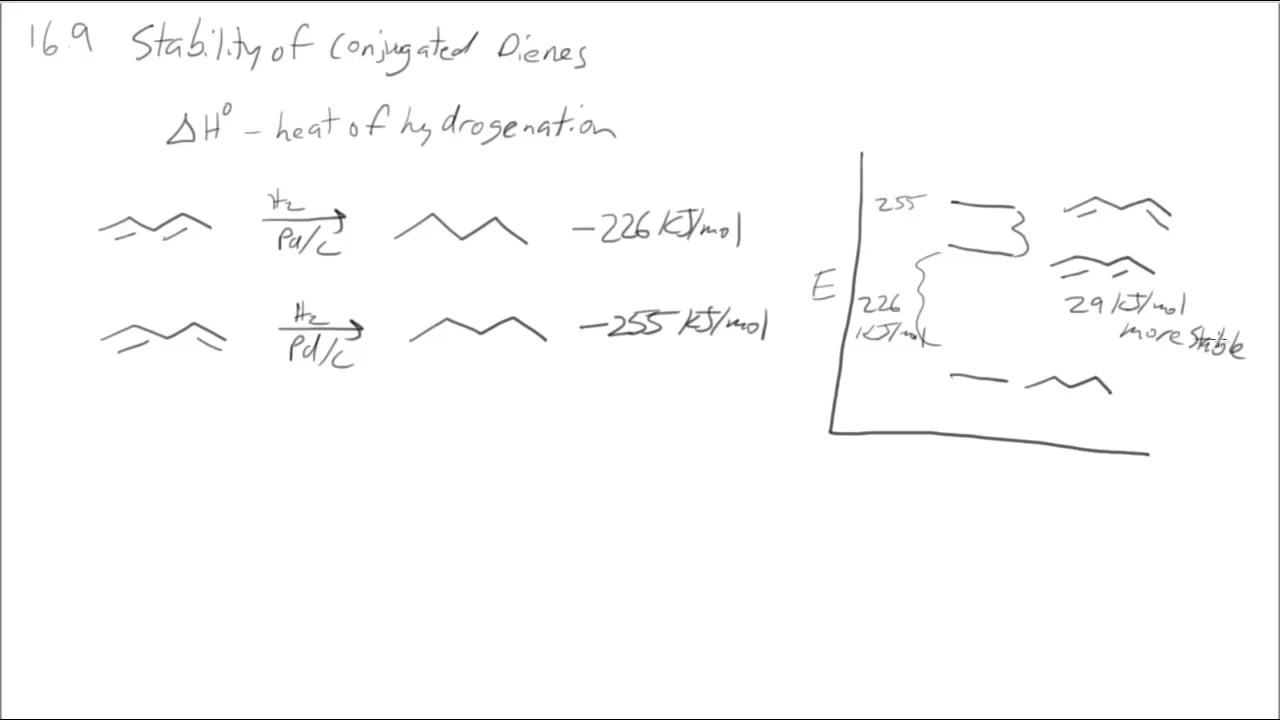 16.9 Stability of Conjugated Dienes
ΔH° - heat of hydrogenation
H2
Pd/C
-226 kJ/mol
H2
Pd/C
-255 kJ/mol
255
E
226
kJ/mol
29 kJ/mol
more stable